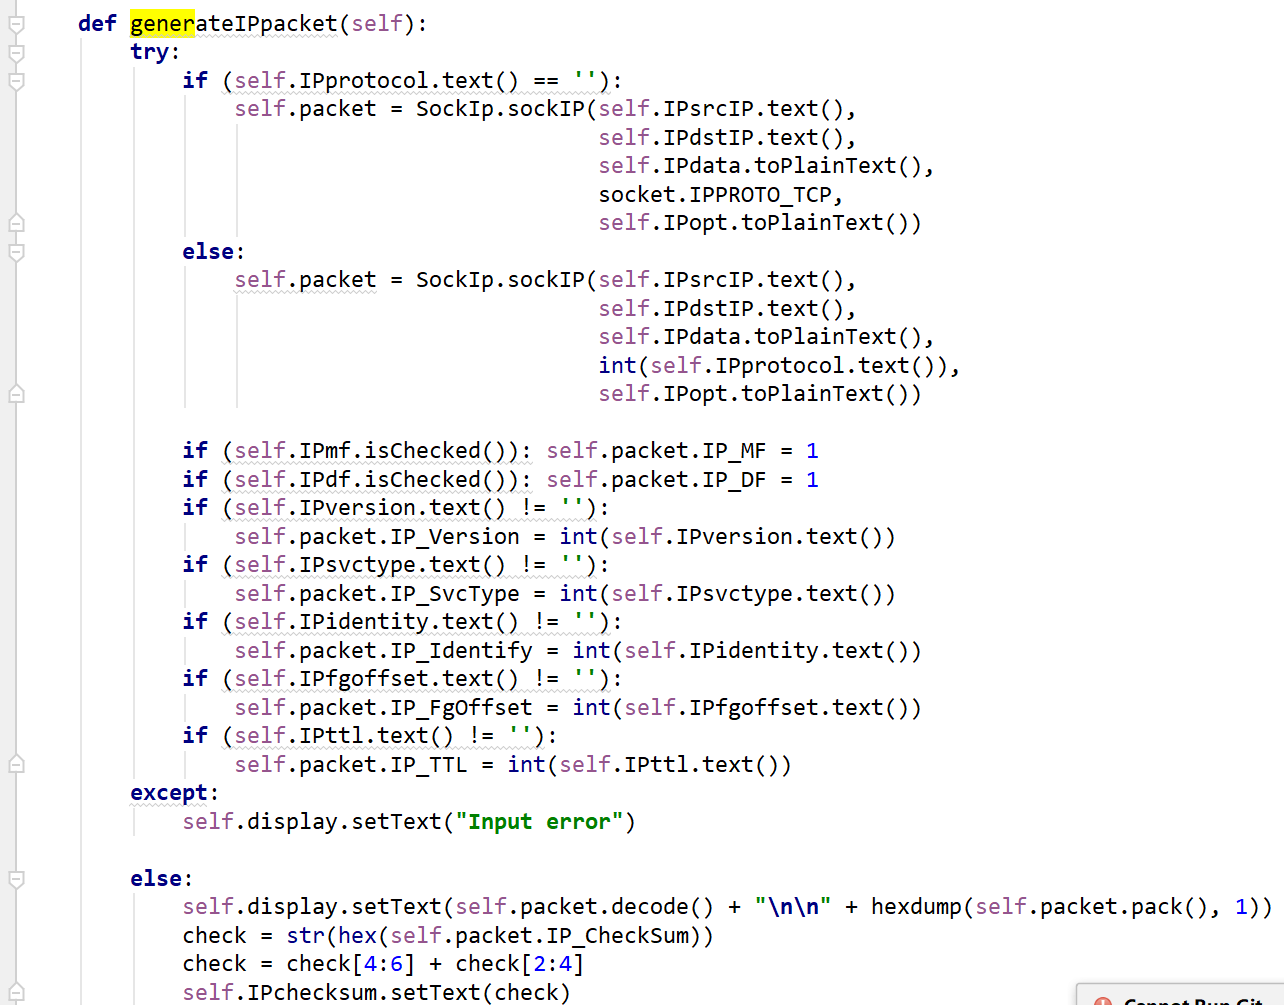 def generateIPpacket(self):
    try:
        if (self.IPprotocol.text() == ''):
            self.packet = SockIp.sockIP(self.IPsrcIP.text(),
                                        self.IPdstIP.text(),
                                        self.IPdata.toPlainText(),
                                        socket.IPPROTO_TCP,
                                        self.IPopt.toPlainText())
        else:
            self.packet = SockIp.sockIP(self.IPsrcIP.text(),
                                        self.IPdstIP.text(),
                                        self.IPdata.toPlainText(),
                                        int(self.IPprotocol.text()),
                                        self.IPopt.toPlainText())

        if (self.IPmf.isChecked()): self.packet.IP_MF = 1
        if (self.IPdf.isChecked()): self.packet.IP_DF = 1
        if (self.IPversion.text() != ''):
            self.packet.IP_Version = int(self.IPversion.text())
        if (self.IPsvctype.text() != ''):
            self.packet.IP_SvcType = int(self.IPsvctype.text())
        if (self.IPidentity.text() != ''):
            self.packet.IP_Identify = int(self.IPidentity.text())
        if (self.IPfgoffset.text() != ''):
            self.packet.IP_FgOffset = int(self.IPfgoffset.text())
        if (self.IPttl.text() != ''):
            self.packet.IP_TTL = int(self.IPttl.text())
    except:
        self.display.setText("Input error")

    else:
        self.display.setText(self.packet.decode() + "\n\n" + hexdump(self.packet.pack(), 1))
        check = str(hex(self.packet.IP_CheckSum))
        check = check[4:6] + check[2:4]
        self.IPchecksum.setText(check)
Cannot Run Git